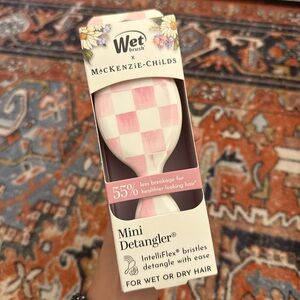 Wet
brush
x
MACKENZIE-CHILDS
55% less breakage for
healthier looking hair*
Mini
Detangler®
IntelliFlex® bristles
detangle with ease
FOR WET OR DRY HAIR